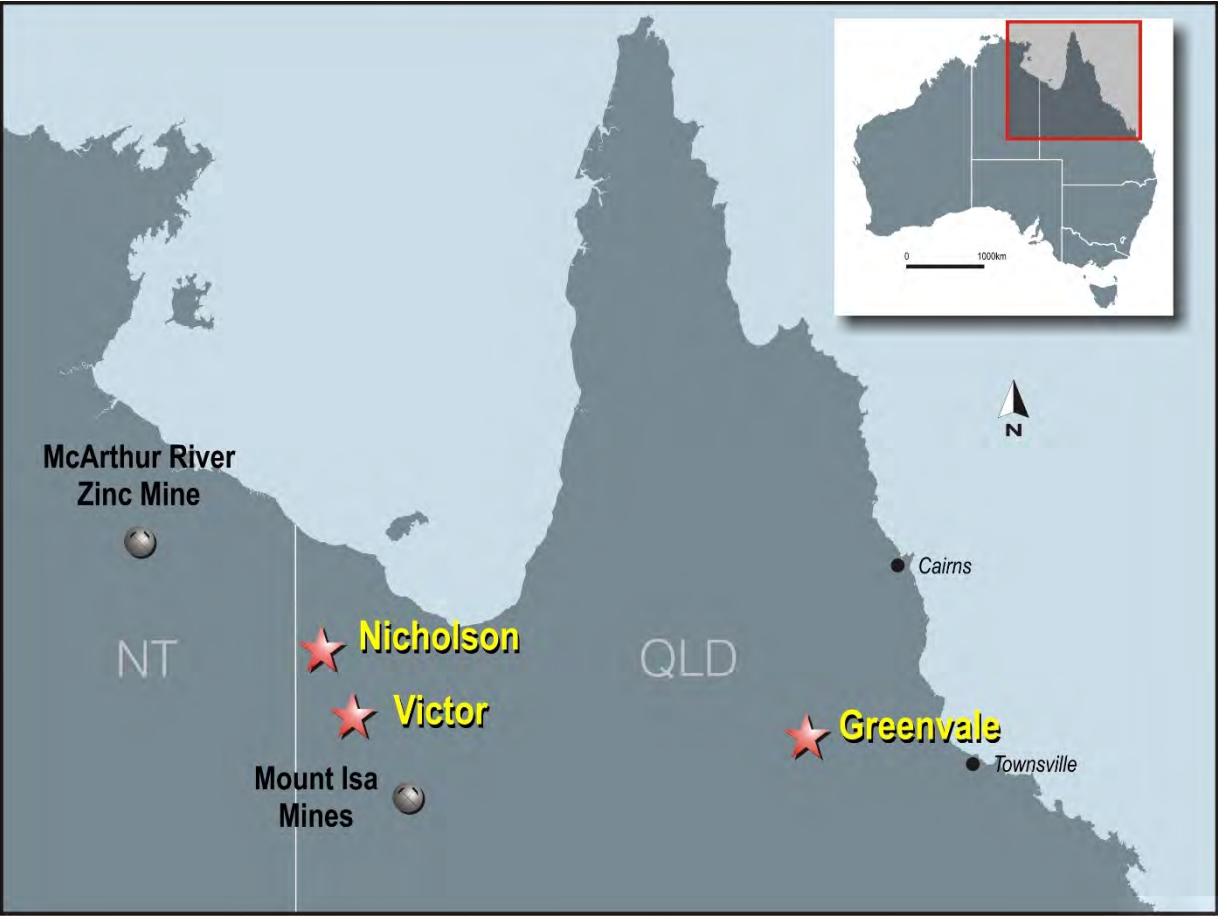 0 1000km
N
McArthur River
Zinc Mine
Cairns
NT
Nicholson
QLD
Victor
Greenvale
Townsville
Mount Isa
Mines